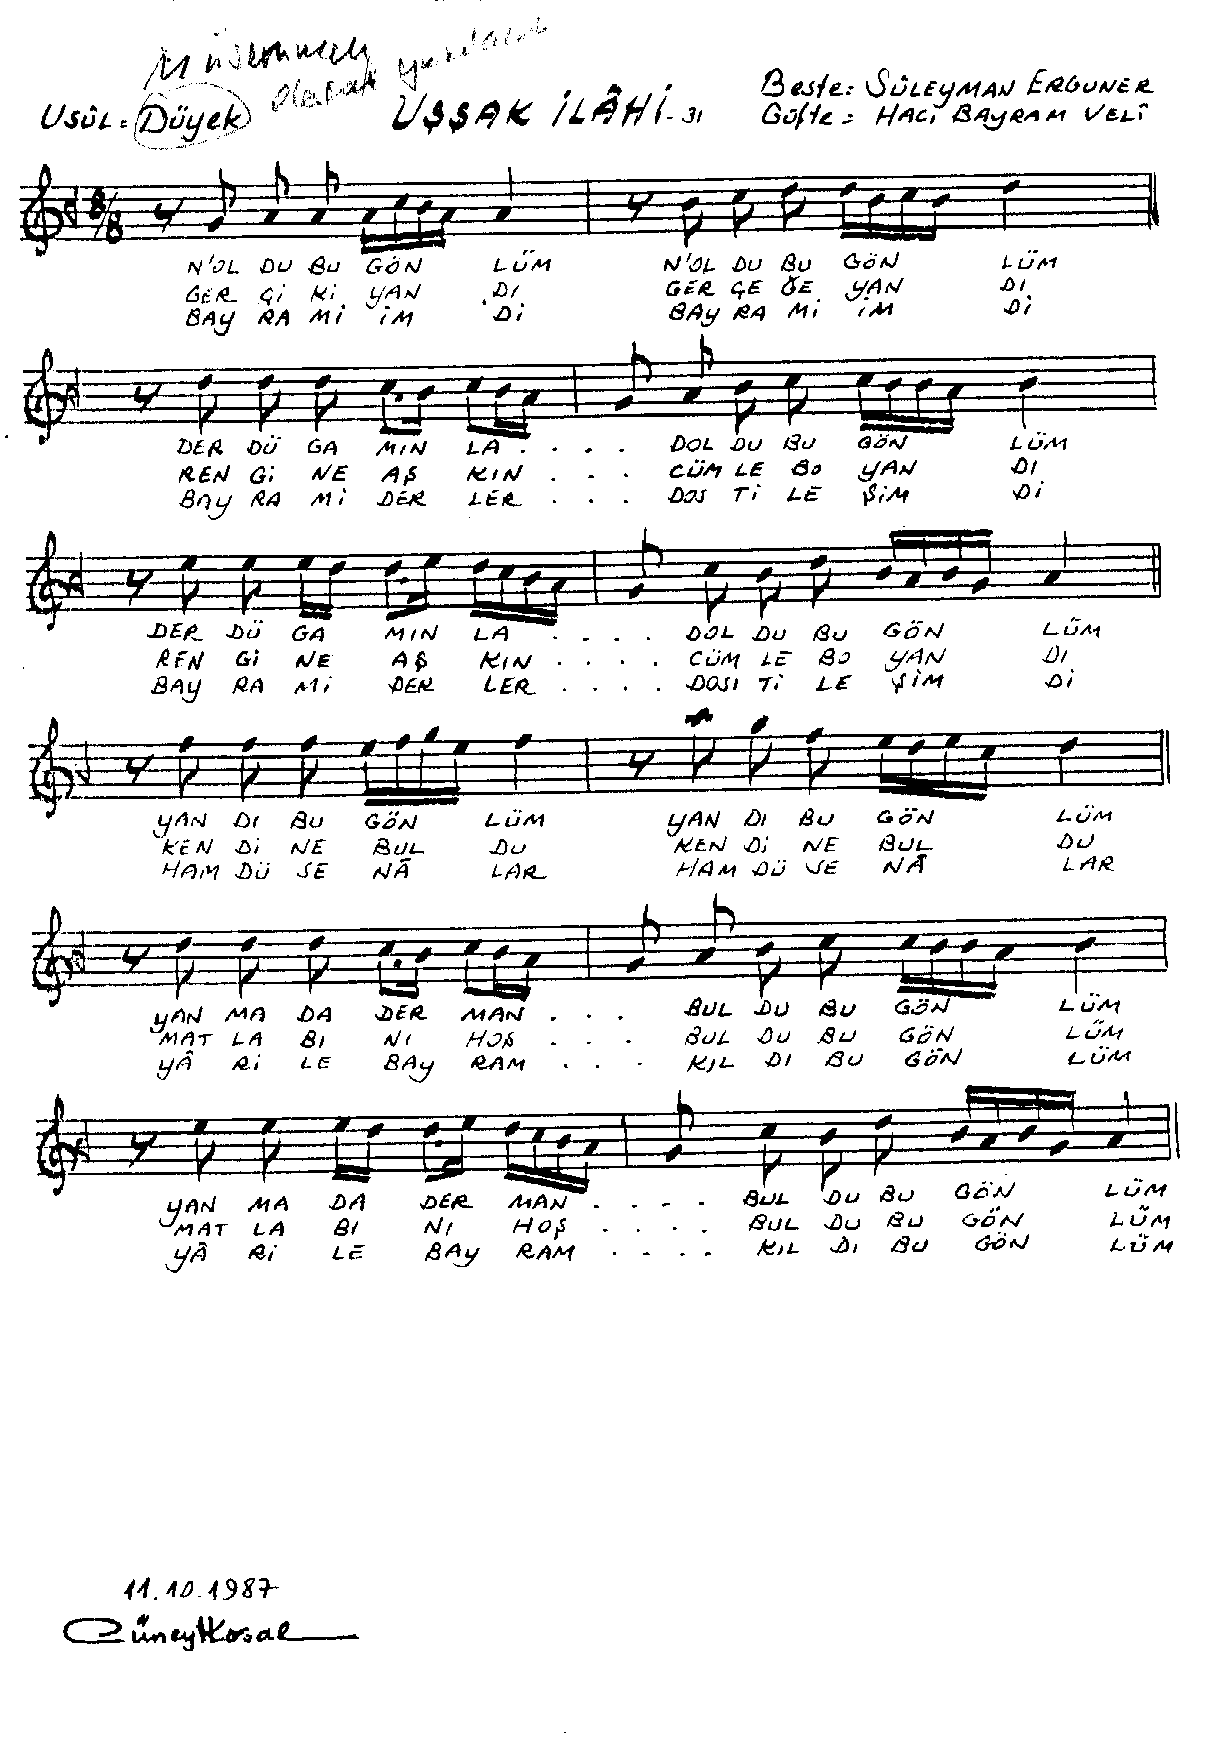 Müstenmen
olarak yazılacak
USÛL = Düyek
UŞŞAK İLÂHİ - 31
Beste: SÜLEYMAN ERGUNER
Güfte = HACI BAYRAM VELÎ
8/8
N'OL DU BU GÖN LÜM N'OL DU BU GÖN LÜM
GER Çİ Kİ YAN DI GER ÇE ĞE YAN DI
BAY RA Mİ İM Dİ BAY RA Mİ İM Dİ
DER DÜ GA MIN LA . . . . DOL DU BU GÖN LÜM
REN Gİ NE AŞ KIN . . . CÜM LE BO YAN DI
BAY RA Mİ DER LER . . . DOS Tİ LE ŞİM Dİ
DER DÜ GA MIN LA . . . . DOL DU BU GÖN LÜM
REN Gİ NE AŞ KIN . . . . CÜM LE BO YAN DI
BAY RA Mİ DER LER . . . . DOSI Tİ LE ŞİM Dİ
YAN DI BU GÖN LÜM YAN DI BU GÖN LÜM
KEN Dİ NE BUL DU KEN Dİ NE BUL DU
HAM DÜ SE NÂ LAR HAM DÜ SE NÂ LAR
YAN MA DA DER MAN . . . BUL DU BU GÖN LÜM
MAT LA BI NI HOŞ . . . BUL DU BU GÖN LÜM
YÂ Rİ LE BAY RAM . . . KIL DI BU GÖN LÜM
YAN MA DA DER MAN . . . . BUL DU BU GÖN LÜM
MAT LA BI NI HOŞ . . . . BUL DU BU GÖN LÜM
YÂ Rİ LE BAY RAM . . . . KIL DI BU GÖN LÜM
11.10.1987
Cüneyt Kosal